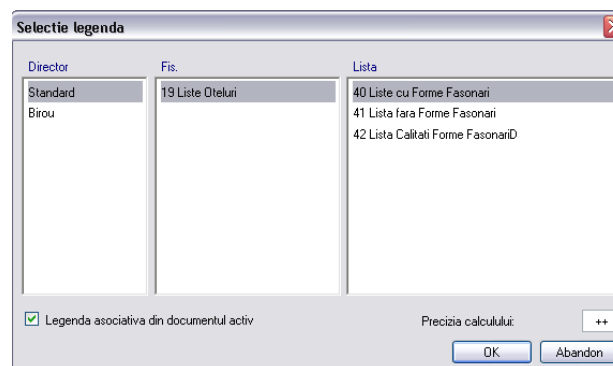 Selectie legenda
Director Fis. Lista
Standard 19 Liste Oteluri 40 Liste cu Forme Fasonari
Birou 41 Lista fara Forme Fasonari
42 Lista Calitati Forme FasonariD
Legenda asociativa din documentul activ Precizia calculului: ++
OK Abandon